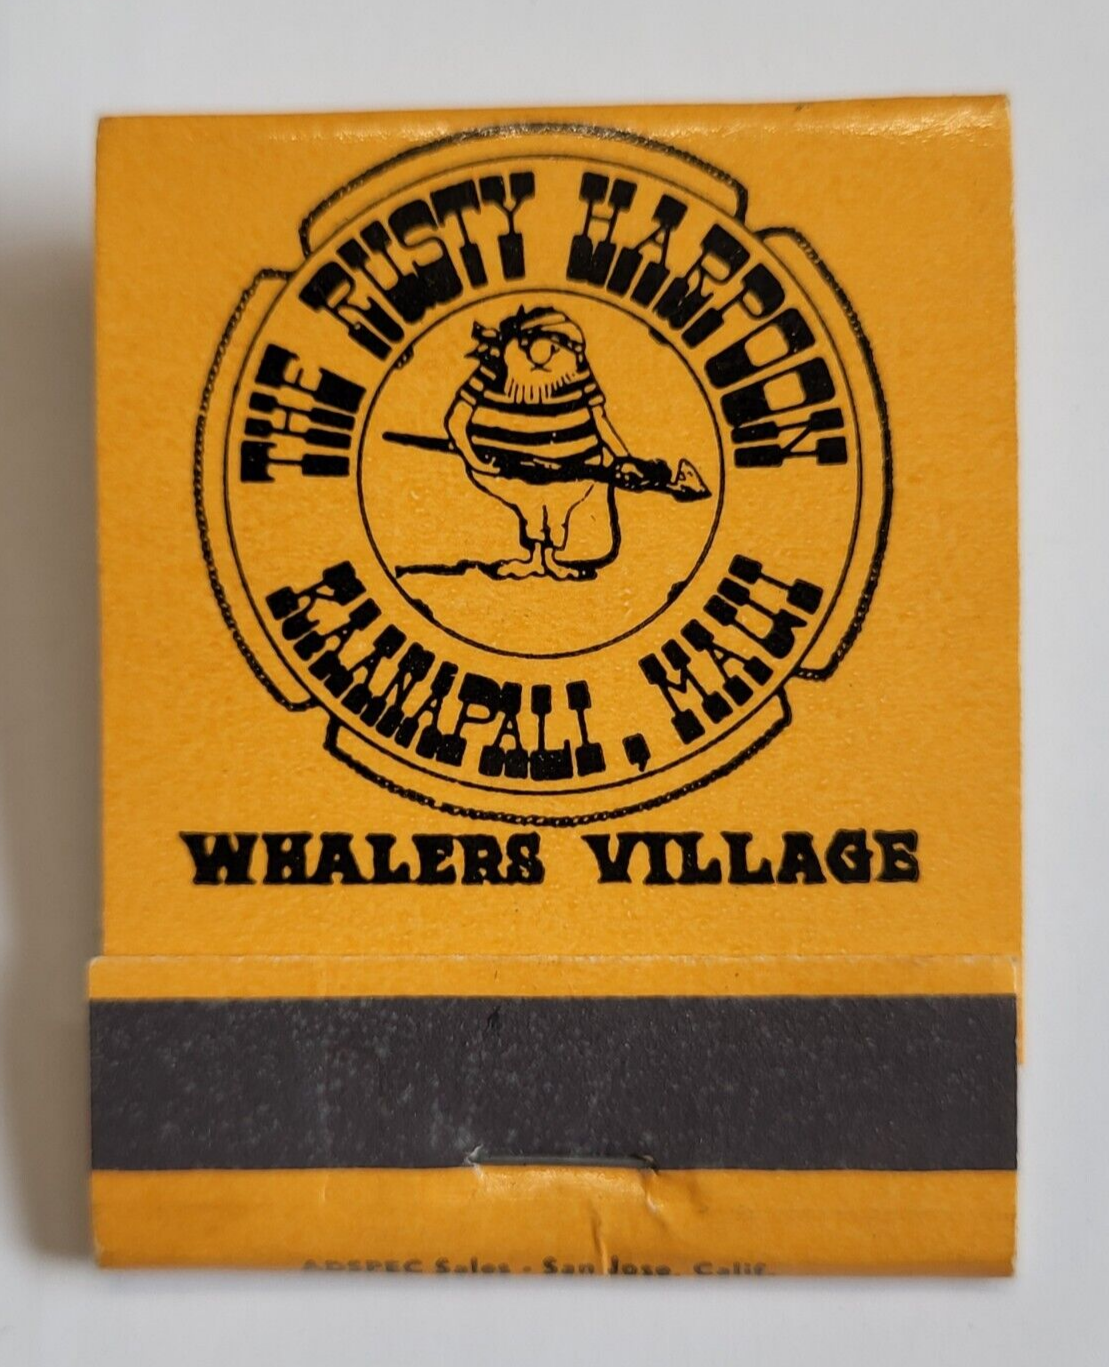 THE RUSTY HARPOON
KAANAPALI, MAUI
WHALERS VILLAGE
ADSPEC Sales - San Jose, Calif.